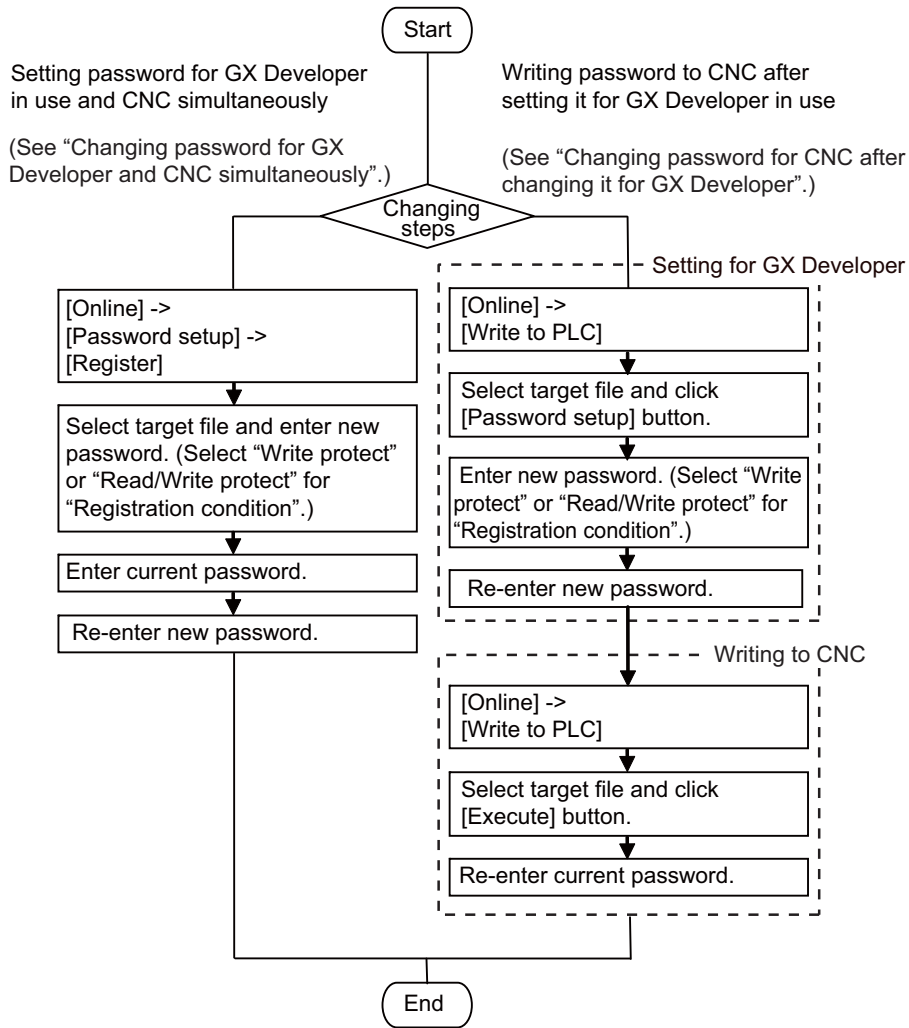 Start
Setting password for GX Developer
in use and CNC simultaneously
(See “Changing password for GX
Developer and CNC simultaneously”.)
Writing password to CNC after
setting it for GX Developer in use
(See “Changing password for CNC after
changing it for GX Developer”.)
Changing
steps
[Online] ->
[Password setup] ->
[Register]
Select target file and enter new
password. (Select “Write protect”
or “Read/Write protect” for
“Registration condition”.)
Enter current password.
Re-enter new password.
Setting for GX Developer
[Online] ->
[Write to PLC]
Select target file and click
[Password setup] button.
Enter new password. (Select “Write
protect” or “Read/Write protect” for
“Registration condition”.)
Re-enter new password.
Writing to CNC
[Online] ->
[Write to PLC]
Select target file and click
[Execute] button.
Re-enter current password.
End